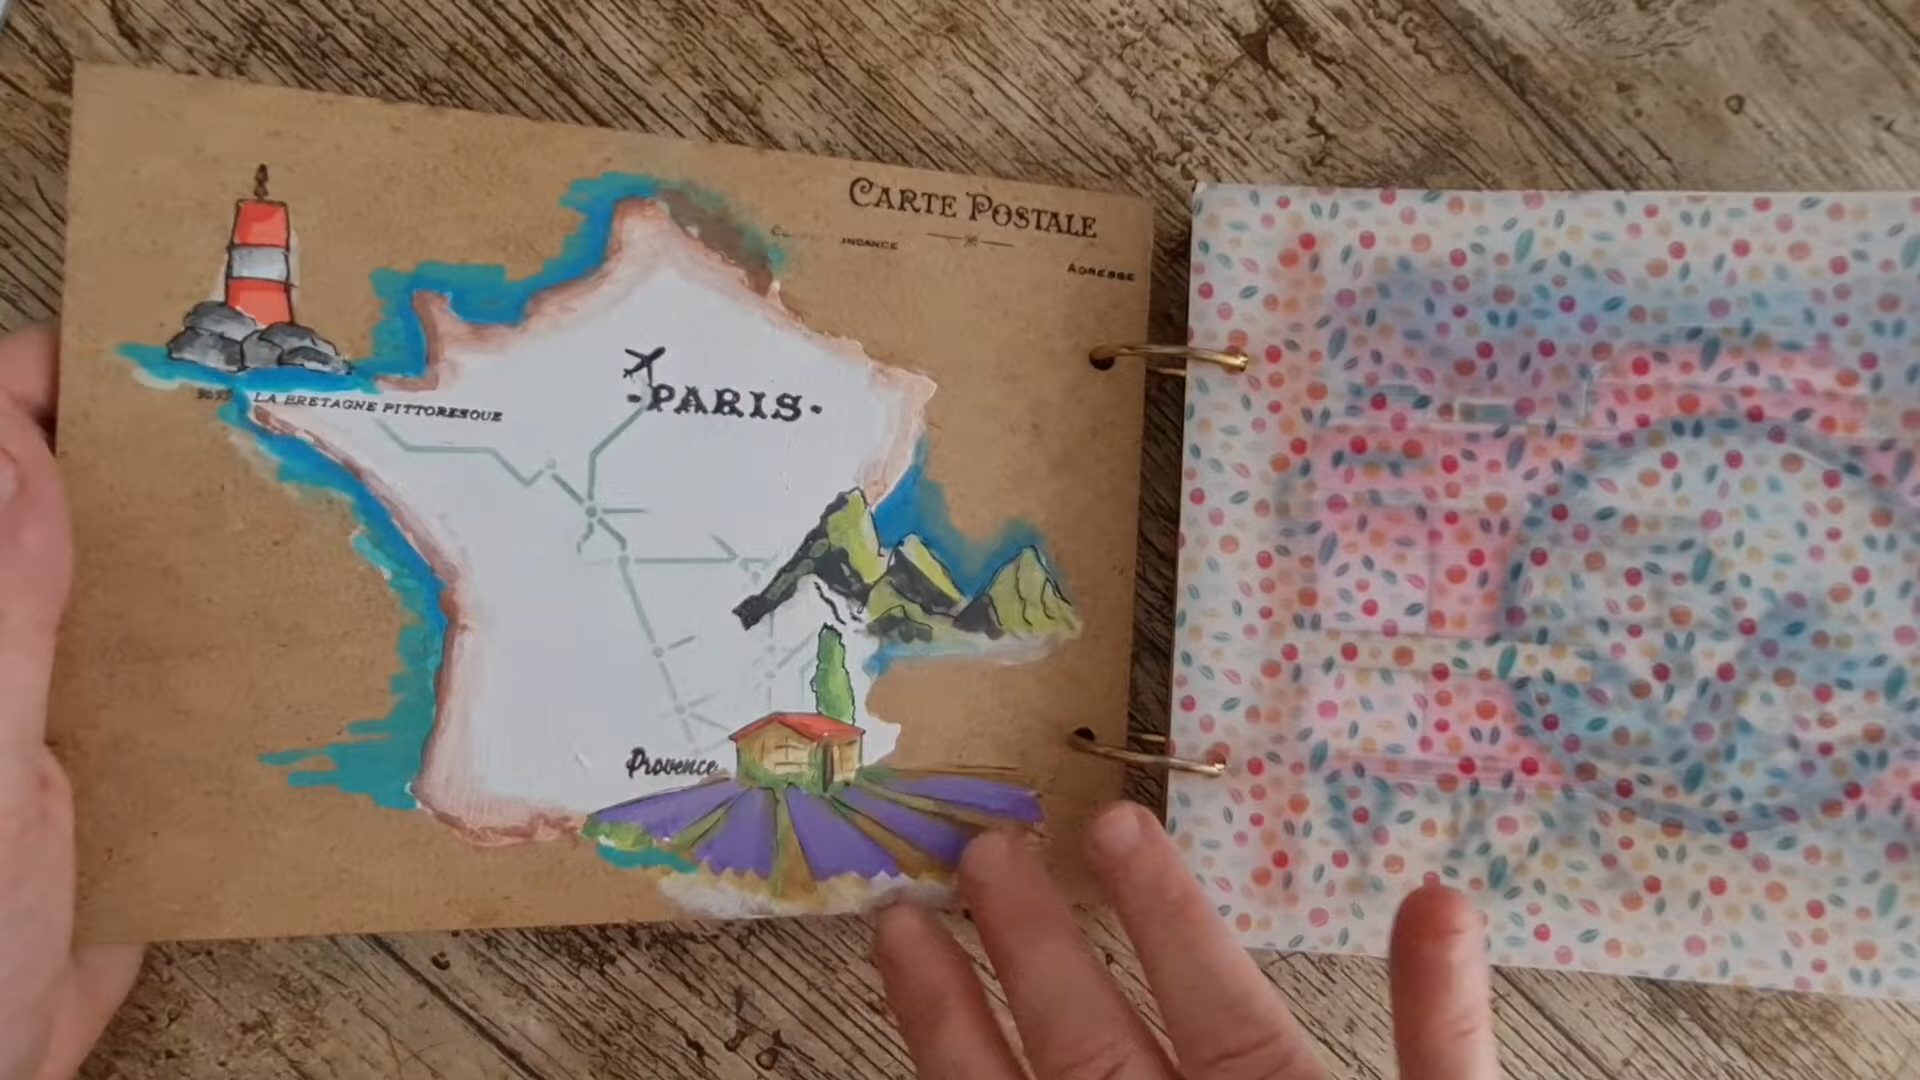 CARTE POSTALE
ADRESSE
-PARIS-
LA BRETAGNE PITTORESQUE
Provence